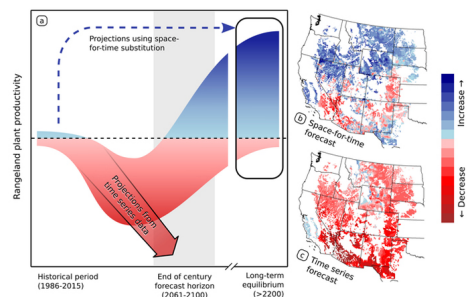 a
Projections using space-
for-time substitution
Rangeland plant productivity
Projections from
time series data
Historical period
(1986-2015)
End of century
forecast horizon
(2061-2100)
Long-term
equilibrium
(>2200)
b
Space-for-time
forecast
c
Time series
forecast
Increase →
← Decrease